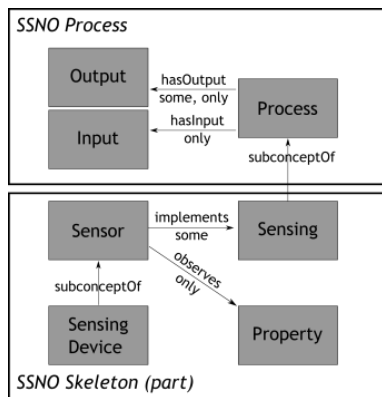 SSNO Process
Output
hasOutput
some, only
Process
Input
hasInput
only
subconceptOf
Sensor
implements
some
Sensing
observes
only
subconceptOf
Sensing
Device
Property
SSNO Skeleton (part)